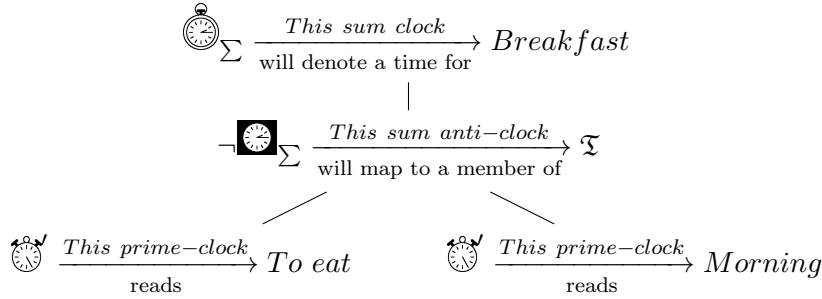 ∑ This sum clock Breakfast
will denote a time for
¬ ∑ This sum anti−clock 𝔗
will map to a member of
This prime−clock To eat
reads
This prime−clock Morning
reads